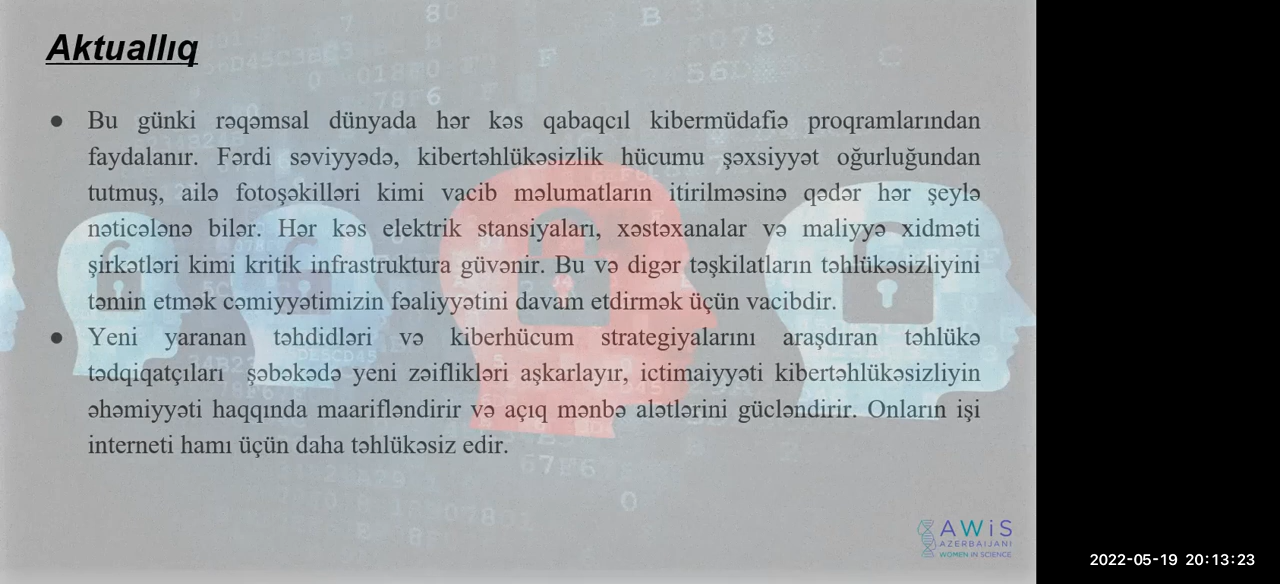 Aktuallıq
● Bu günki rəqəmsal dünyada hər kəs qabaqcıl kibermüdafiə proqramlarından
faydalanır. Fərdi səviyyədə, kibertəhlükəsizlik hücumu şəxsiyyət oğurluğundan
tutmuş, ailə fotoşəkilləri kimi vacib məlumatların itirilməsinə qədər hər şeylə
nəticələnə bilər. Hər kəs elektrik stansiyaları, xəstəxanalar və maliyyə xidməti
şirkətləri kimi kritik infrastruktura güvənir. Bu və digər təşkilatların təhlükəsizliyini
təmin etmək cəmiyyətimizin fəaliyyətini davam etdirmək üçün vacibdir.
● Yeni yaranan təhdidləri və kiberhücum strategiyalarını araşdıran təhlükə
tədqiqatçıları şəbəkədə yeni zəiflikləri aşkarlayır, ictimaiyyəti kibertəhlükəsizliyin
əhəmiyyəti haqqında maarifləndirir və açıq mənbə alətlərini gücləndirir. Onların işi
interneti hamı üçün daha təhlükəsiz edir.
AWiS
AZERBAIJANI
WOMEN IN SCIENCE
2022-05-19 20:13:23